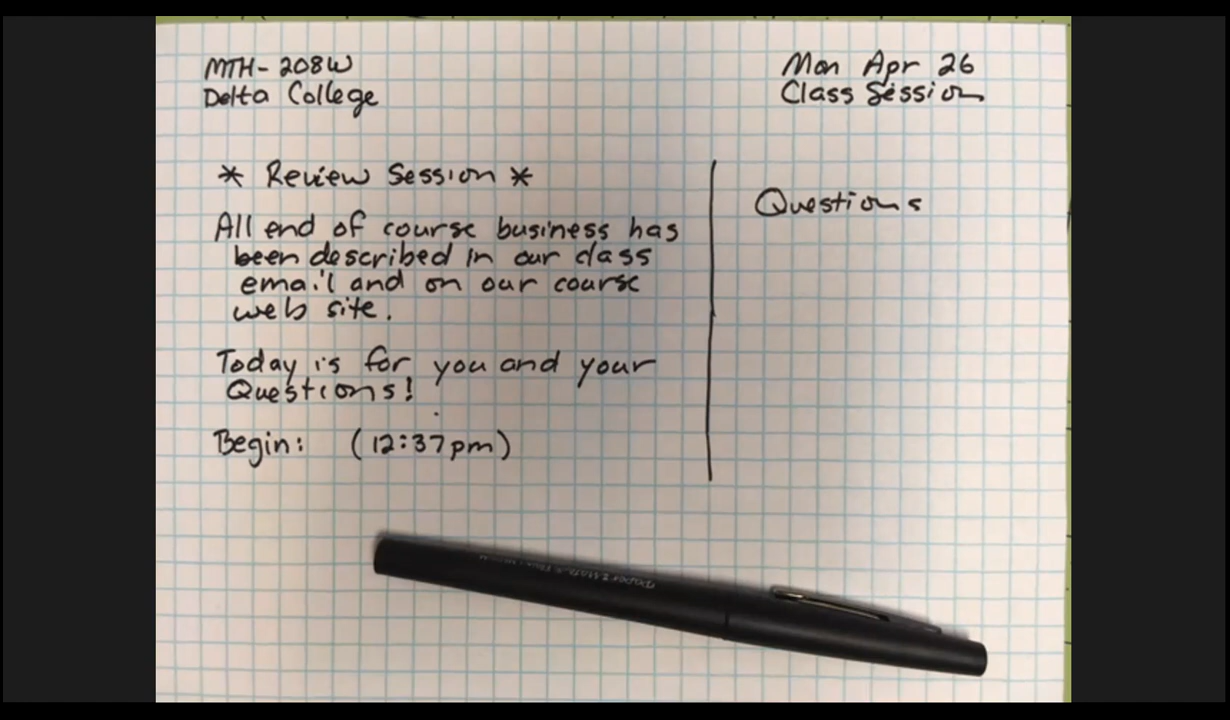 MTH-208W
Delta College
Mon Apr 26
Class Session
* Review Session *
All end of course business has
been described in our class
email and on our course
web site.
Today is for you and your
Questions!
Begin: (12:37pm)
Questions